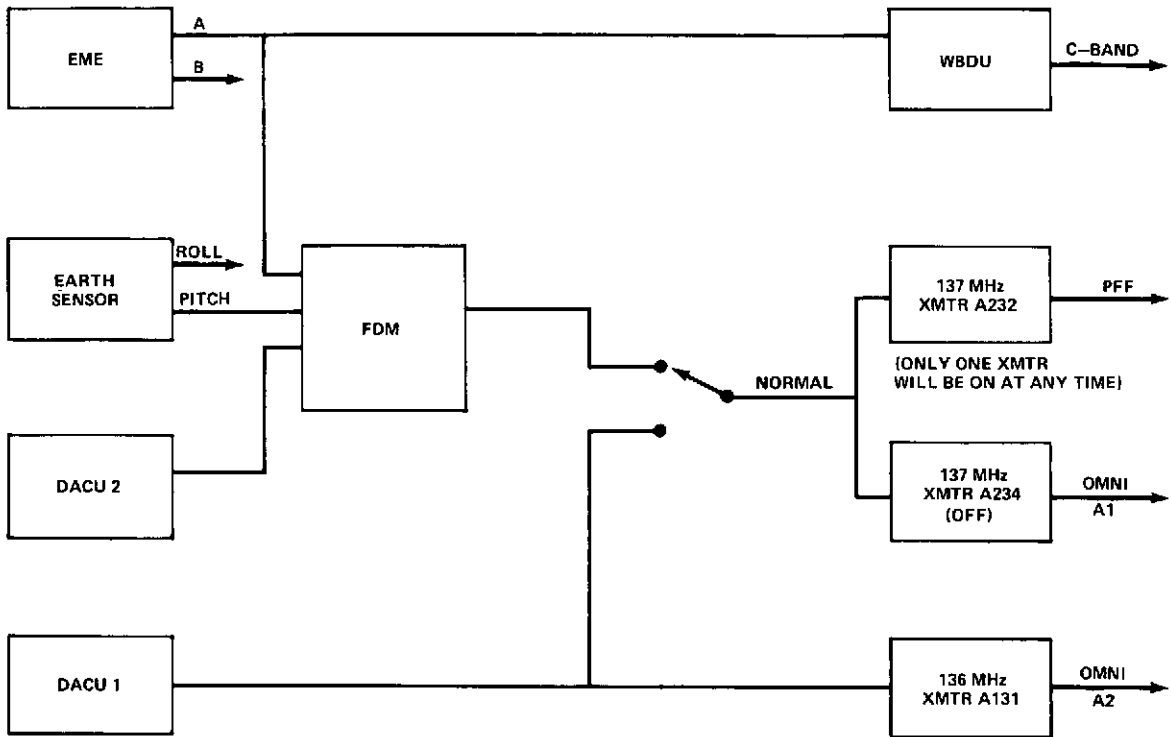 A
EME
B
WBDU
C–BAND
ROLL
EARTH
SENSOR
PITCH
FDM
NORMAL
137 MHz
XMTR A232
PFF
(ONLY ONE XMTR
WILL BE ON AT ANY TIME)
DACU 2
137 MHz
XMTR A234
(OFF)
OMNI
A1
DACU 1
136 MHz
XMTR A131
OMNI
A2